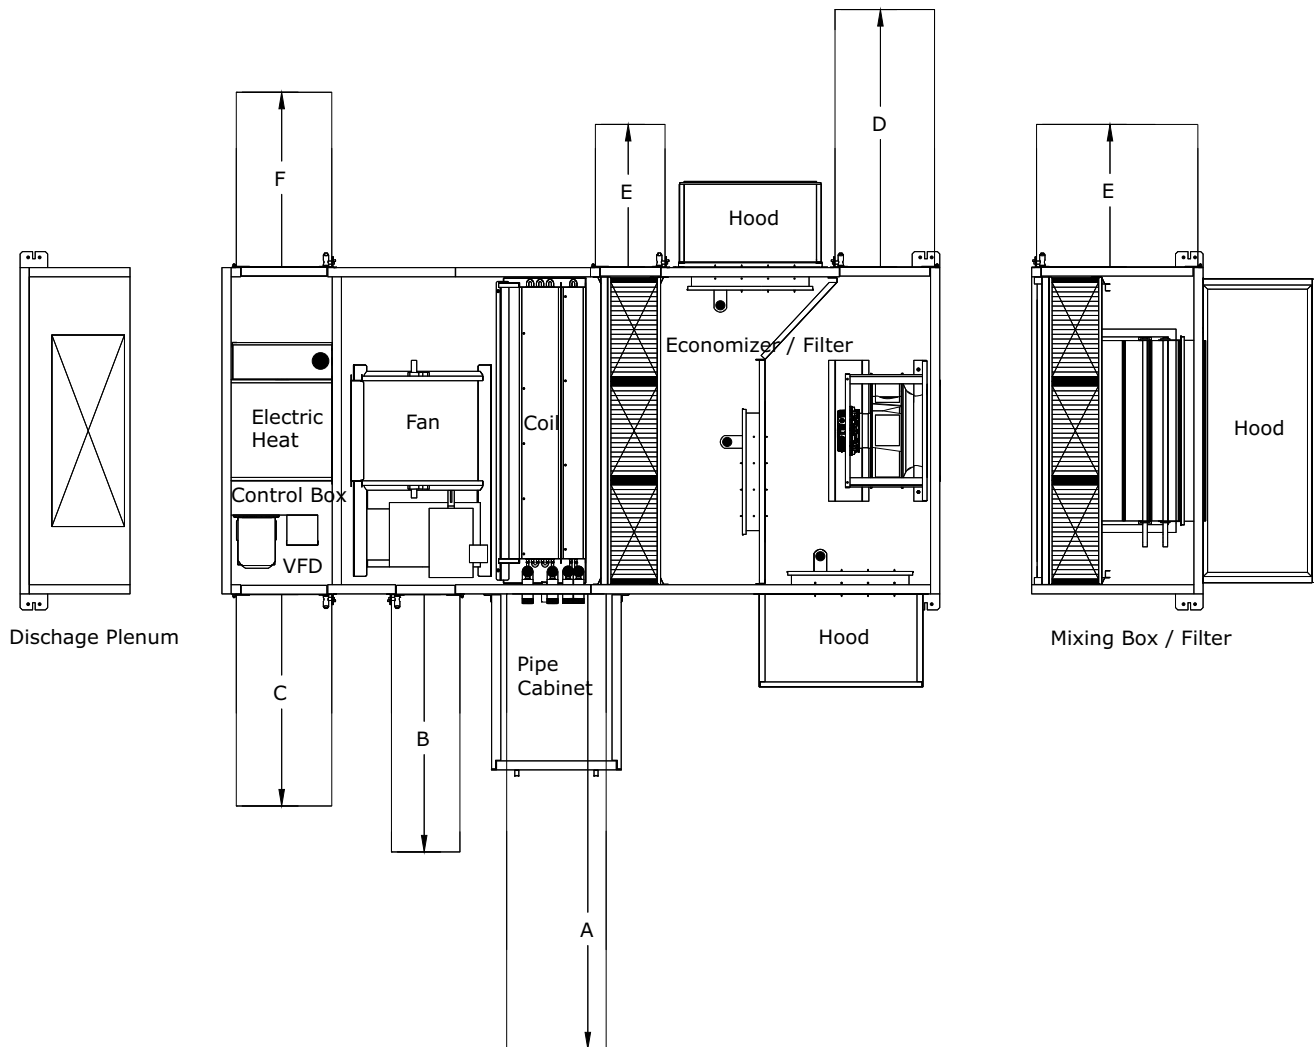 D
F
E
E
Hood
Economizer / Filter
Electric
Heat
Fan
Coil
Hood
Control Box
VFD
Dischage Plenum
Hood
Mixing Box / Filter
Pipe
Cabinet
C
B
A